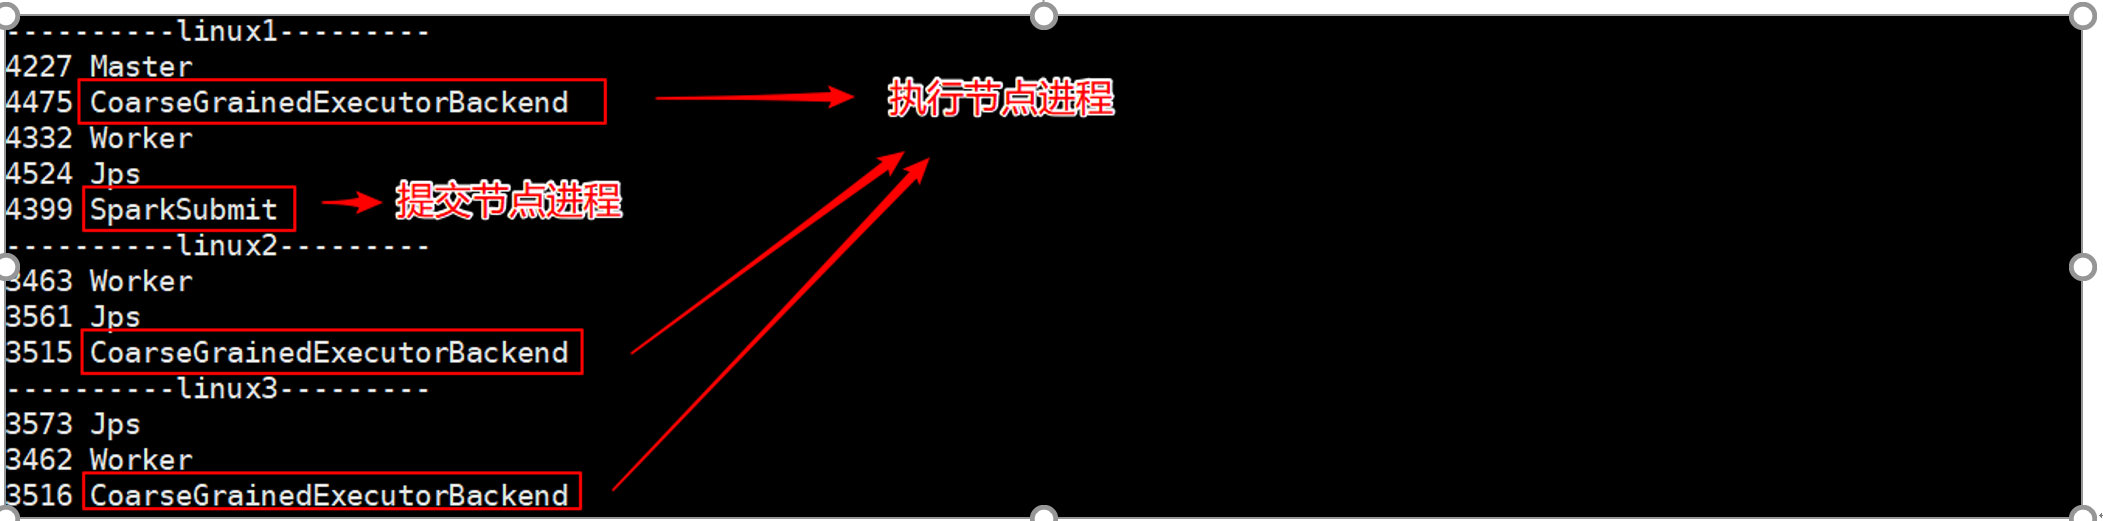 ----------linux1---------
4227 Master
4475 CoarseGrainedExecutorBackend
执行节点进程
4332 Worker
4524 Jps
4399 SparkSubmit
提交节点进程
----------linux2---------
3463 Worker
3561 Jps
3515 CoarseGrainedExecutorBackend
----------linux3---------
3573 Jps
3462 Worker
3516 CoarseGrainedExecutorBackend